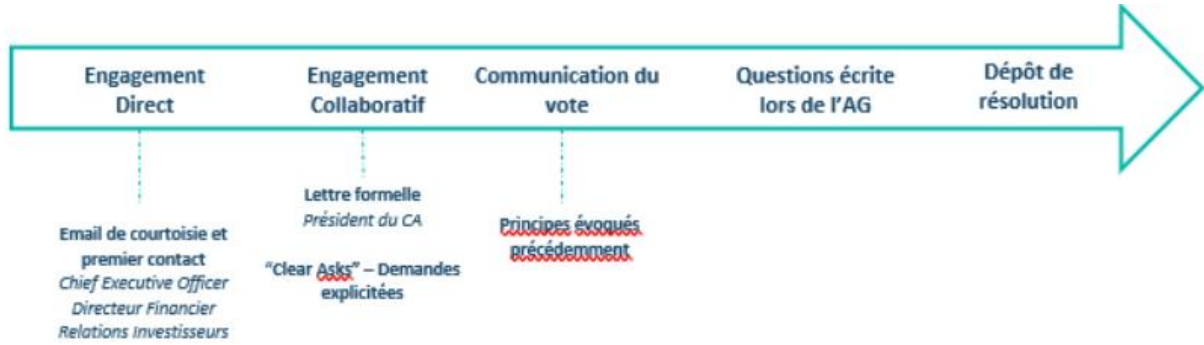 Engagement
Direct
Engagement
Collaboratif
Communication du
vote
Questions écrite
lors de l'AG
Dépôt de
résolution
Email de courtoisie et
premier contact
Chief Executive Officer
Directeur Financier
Relations Investisseurs
Lettre formelle
Président du CA
"Clear Asks" – Demandes
explicitées
Principes évoqués
précédemment